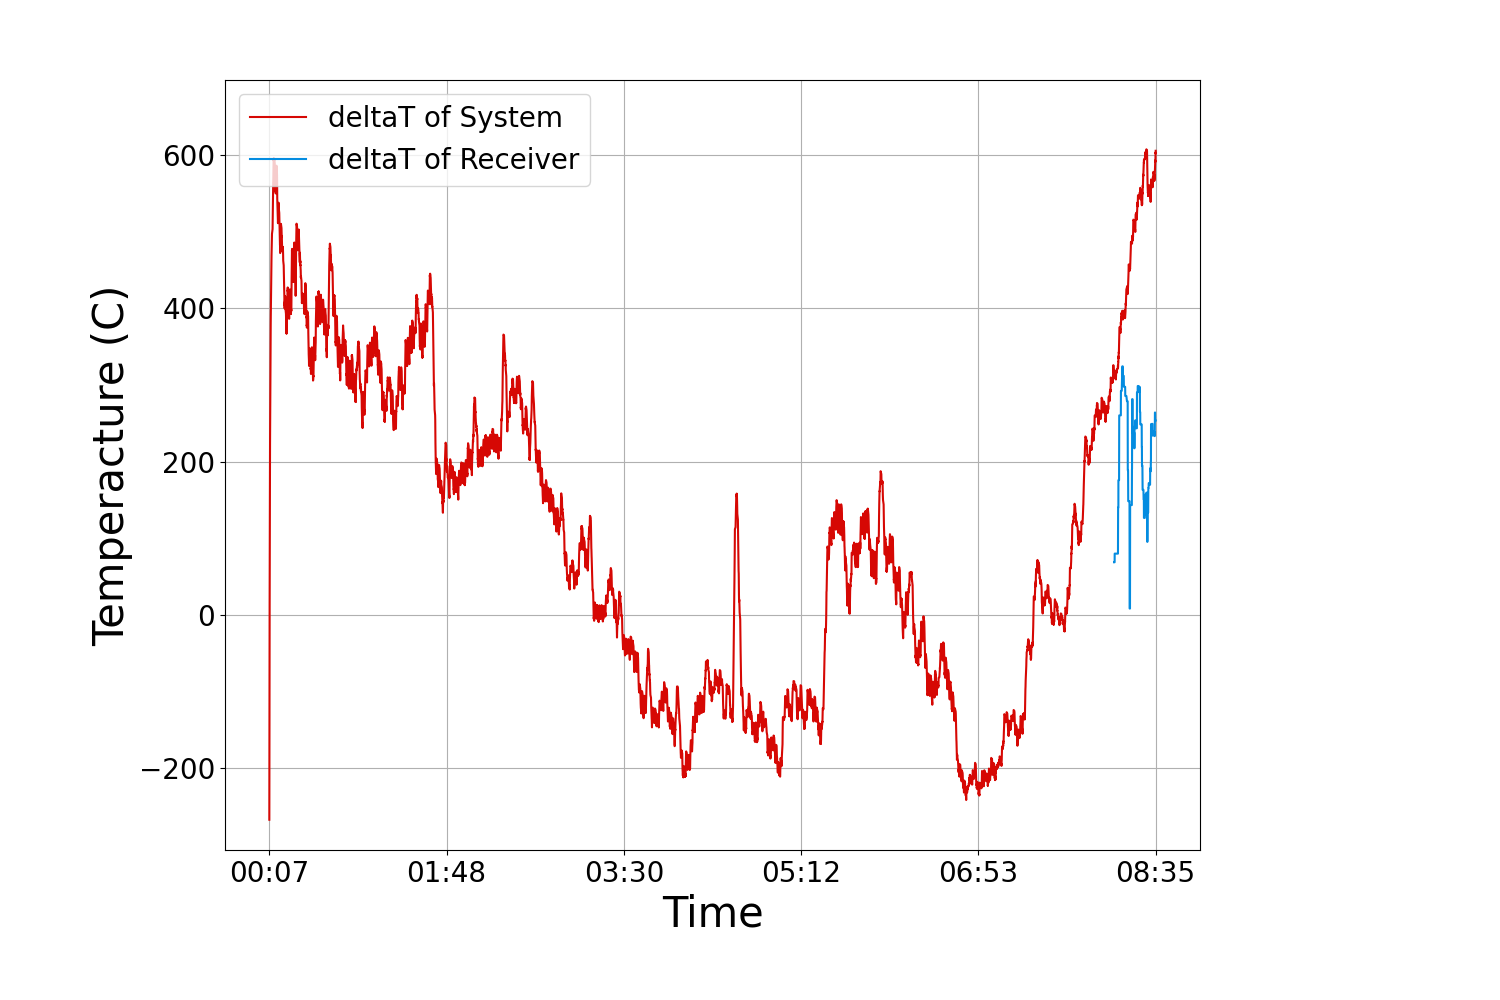 deltaT of System
deltaT of Receiver
600
400
200
0
−200
Temperacture (C)
00:07 01:48 03:30 05:12 06:53 08:35
Time